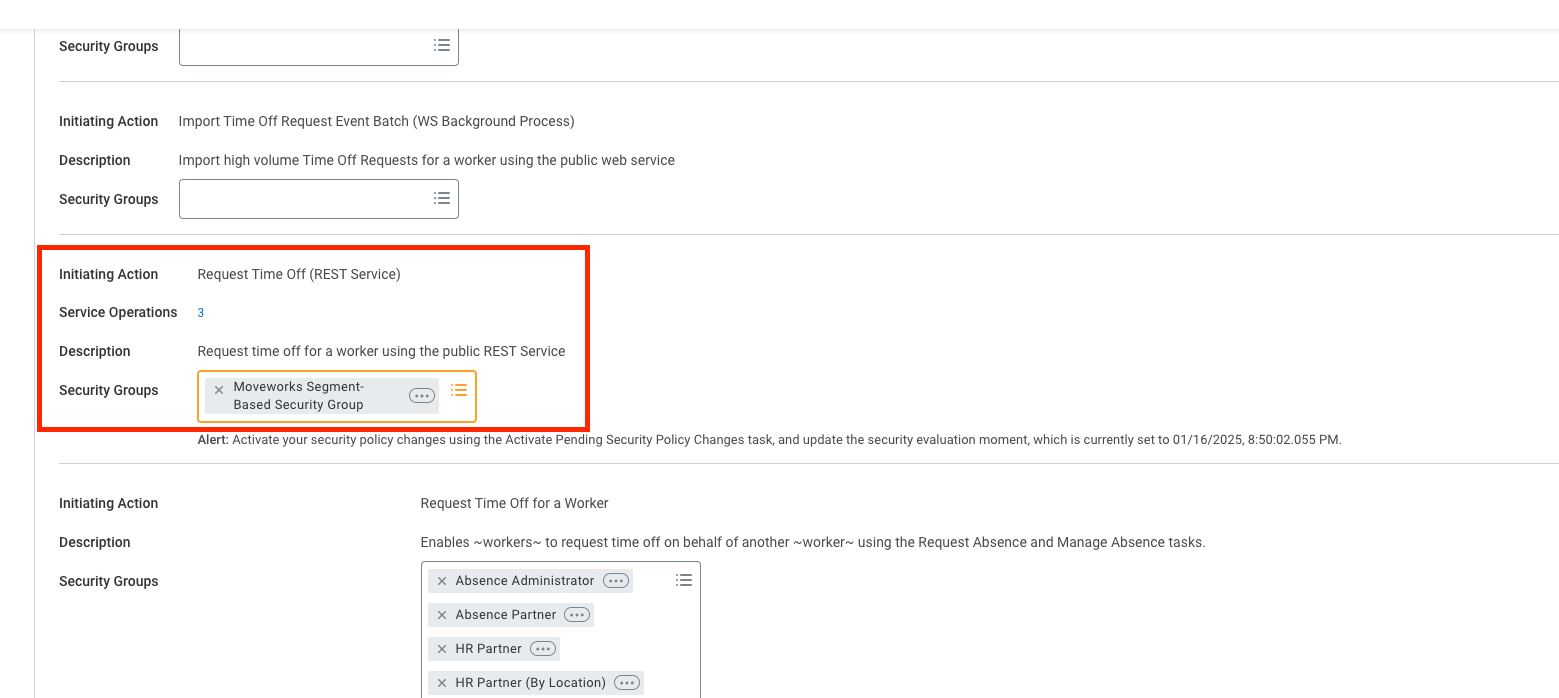 Security Groups
Initiating Action Import Time Off Request Event Batch (WS Background Process)
Description Import high volume Time Off Requests for a worker using the public web service
Security Groups
Initiating Action Request Time Off (REST Service)
Service Operations 3
Description Request time off for a worker using the public REST Service
Security Groups Moveworks Segment-
Based Security Group
Alert: Activate your security policy changes using the Activate Pending Security Policy Changes task, and update the security evaluation moment, which is currently set to 01/16/2025, 8:50:02.055 PM.
Initiating Action Request Time Off for a Worker
Description Enables ~workers~ to request time off on behalf of another ~worker~ using the Request Absence and Manage Absence tasks.
Security Groups Absence Administrator
Absence Partner
HR Partner
HR Partner (By Location)